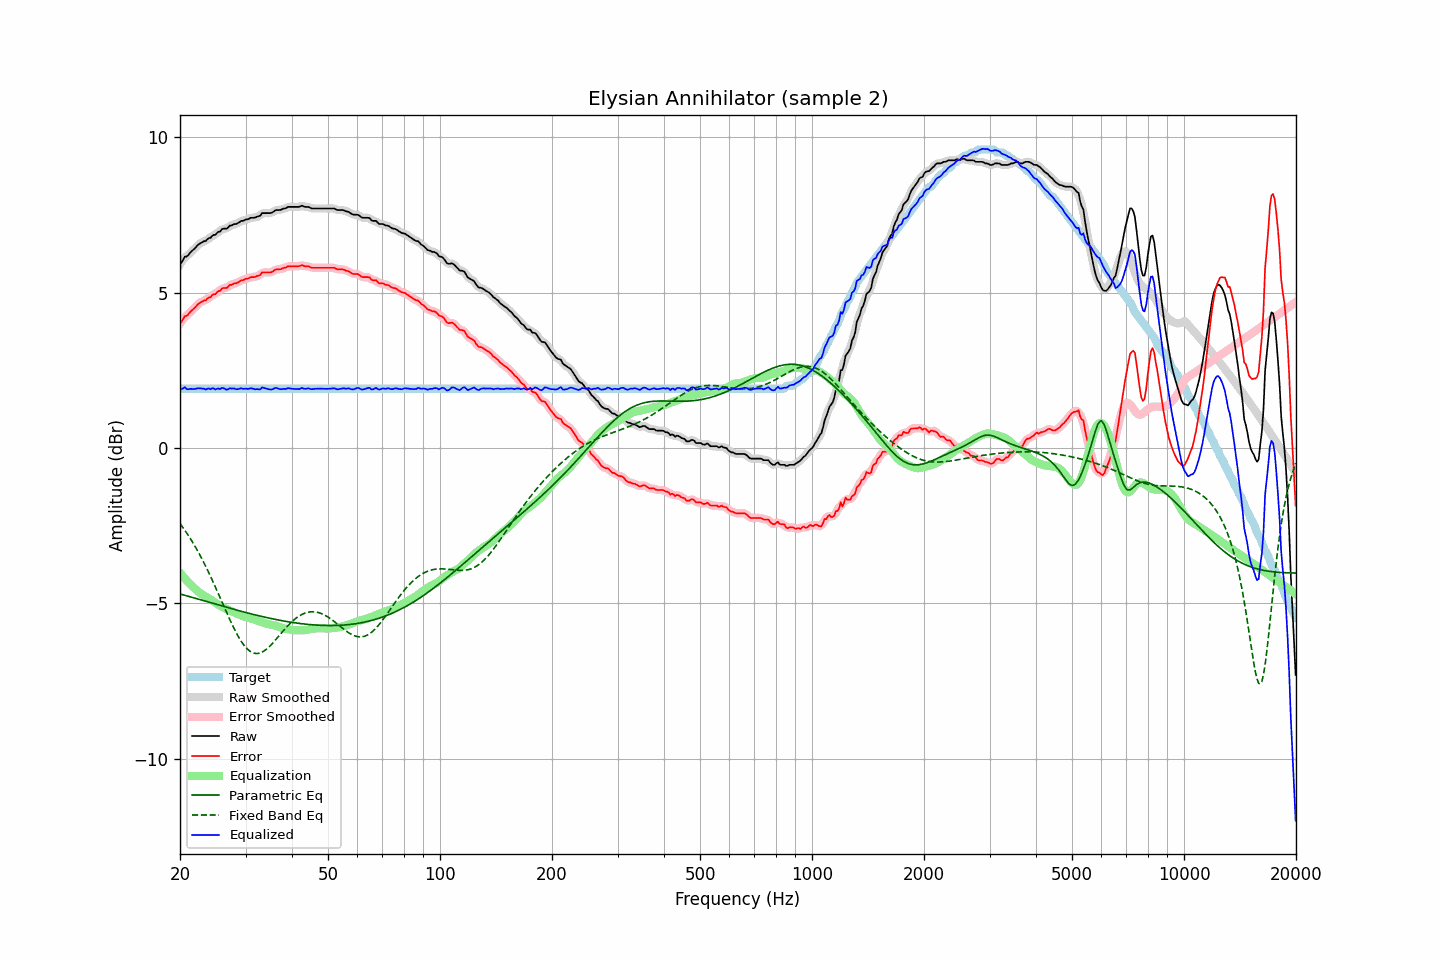 Elysian Annihilator (sample 2)
10
5
0
−5
−10
Amplitude (dBr)
Target
Raw Smoothed
Error Smoothed
Raw
Error
Equalization
Parametric Eq
Fixed Band Eq
Equalized
20 50 100 200 500 1000 2000 5000 10000 20000
Frequency (Hz)